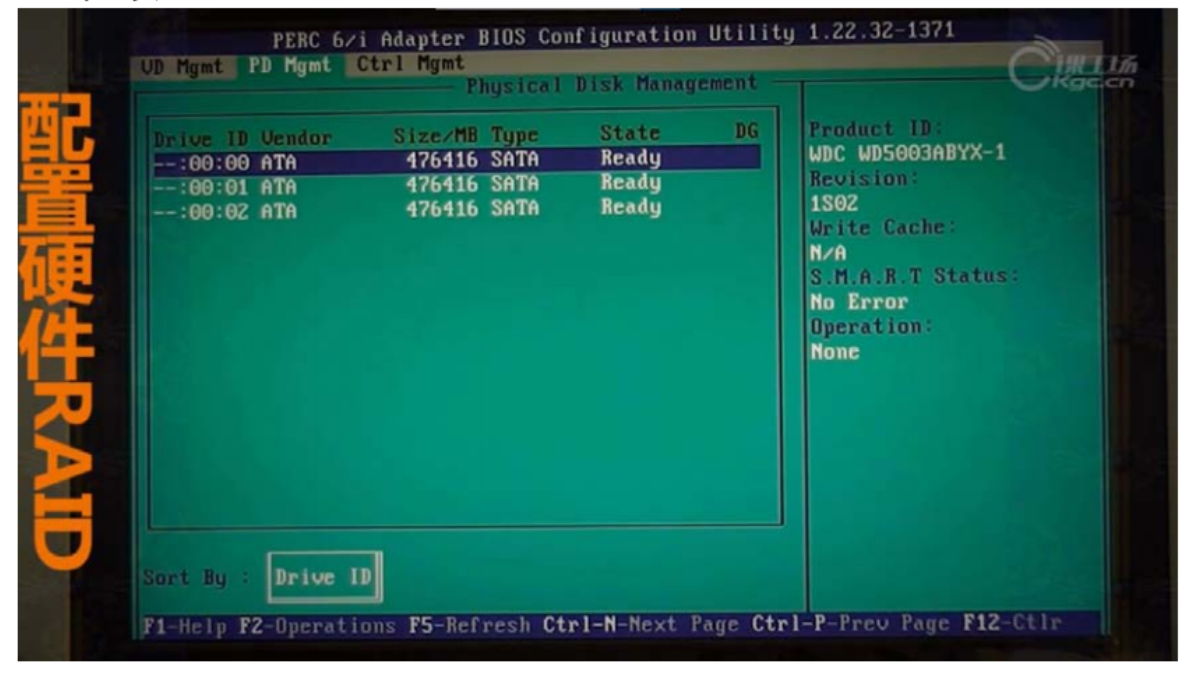 配置硬件RAID
PERC 6/i Adapter BIOS Configuration Utility 1.22.32-1371
VD Mgmt PD Mgmt Ctrl Mgmt
课工场
Kgc.cn
Physical Disk Management
Drive ID Vendor Size/MB Type State DG
--:00:00 ATA 476416 SATA Ready
--:00:01 ATA 476416 SATA Ready
--:00:02 ATA 476416 SATA Ready
Product ID:
WDC WD5003ABYX-1
Revision:
1S02
Write Cache:
N/A
S.M.A.R.T Status:
No Error
Operation:
None
Sort By : Drive ID
F1-Help F2-Operations F5-Refresh Ctrl-N-Next Page Ctrl-P-Prev Page F12-Ctlr